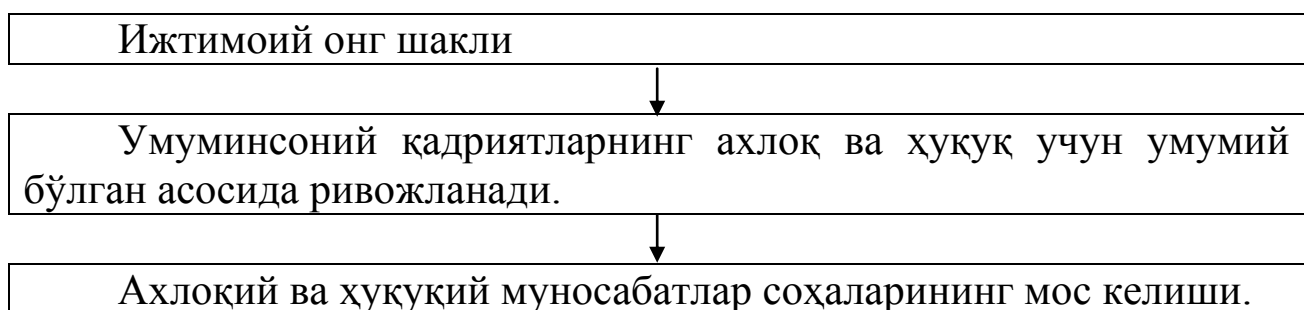 Ижтимоий онг шакли
Умуминсоний қадриятларнинг ахлоқ ва ҳуқуқ учун умумий
бўлган асосида ривожланади.
Ахлоқий ва ҳуқуқий муносабатлар соҳаларининг мос келиши.